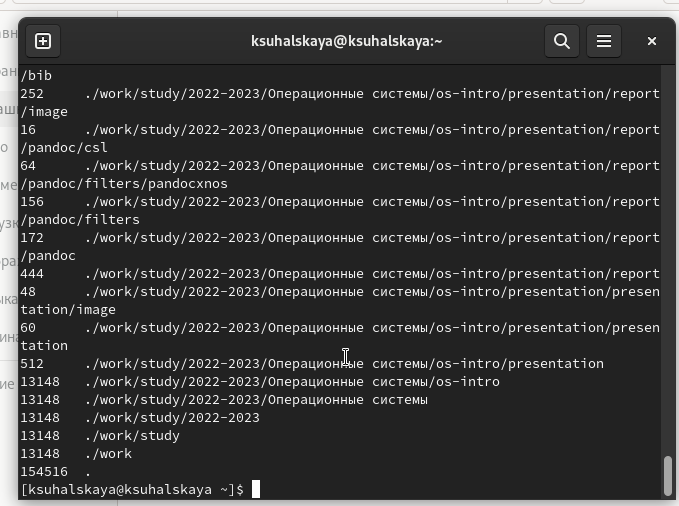 ksuhalskaya@ksuhalskaya:~
/bib
252 ./work/study/2022-2023/Операционные системы/os-intro/presentation/report
/image
16 ./work/study/2022-2023/Операционные системы/os-intro/presentation/report
/pandoc/csl
64 ./work/study/2022-2023/Операционные системы/os-intro/presentation/report
/pandoc/filters/pandocxnos
156 ./work/study/2022-2023/Операционные системы/os-intro/presentation/report
/pandoc/filters
172 ./work/study/2022-2023/Операционные системы/os-intro/presentation/report
/pandoc
444 ./work/study/2022-2023/Операционные системы/os-intro/presentation/report
48 ./work/study/2022-2023/Операционные системы/os-intro/presentation/presen
tation/image
60 ./work/study/2022-2023/Операционные системы/os-intro/presentation/presen
tation
512 ./work/study/2022-2023/Операционные системы/os-intro/presentation
13148 ./work/study/2022-2023/Операционные системы/os-intro
13148 ./work/study/2022-2023/Операционные системы
13148 ./work/study/2022-2023
13148 ./work/study
13148 ./work
154516 .
[ksuhalskaya@ksuhalskaya ~]$